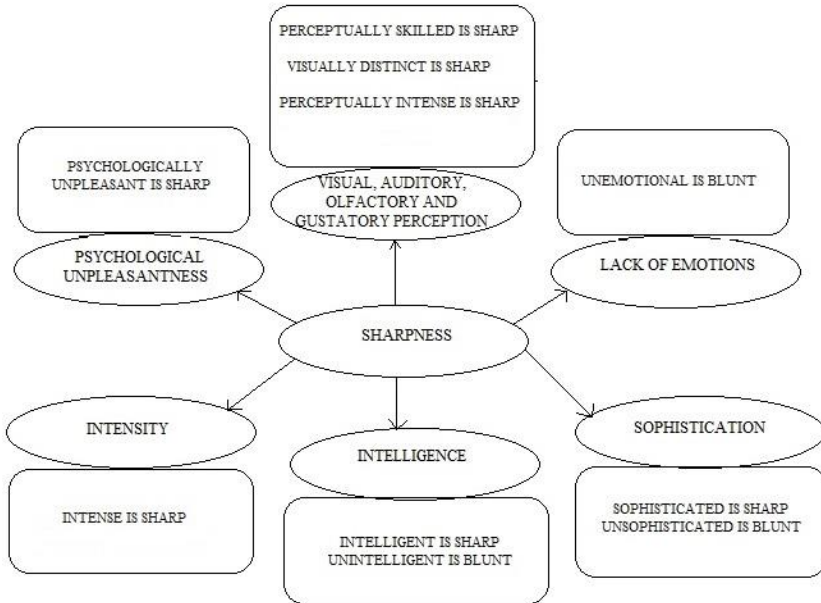 PERCEPTUALLY SKILLED IS SHARP
VISUALLY DISTINCT IS SHARP
PERCEPTUALLY INTENSE IS SHARP
VISUAL, AUDITORY,
OLFACTORY AND
GUSTATORY PERCEPTION
PSYCHOLOGICALLY
UNPLEASANT IS SHARP
PSYCHOLOGICAL
UNPLEASANTNESS
UNEMOTIONAL IS BLUNT
LACK OF EMOTIONS
SHARPNESS
INTENSITY
INTENSE IS SHARP
INTELLIGENCE
INTELLIGENT IS SHARP
UNINTELLIGENT IS BLUNT
SOPHISTICATION
SOPHISTICATED IS SHARP
UNSOPHISTICATED IS BLUNT